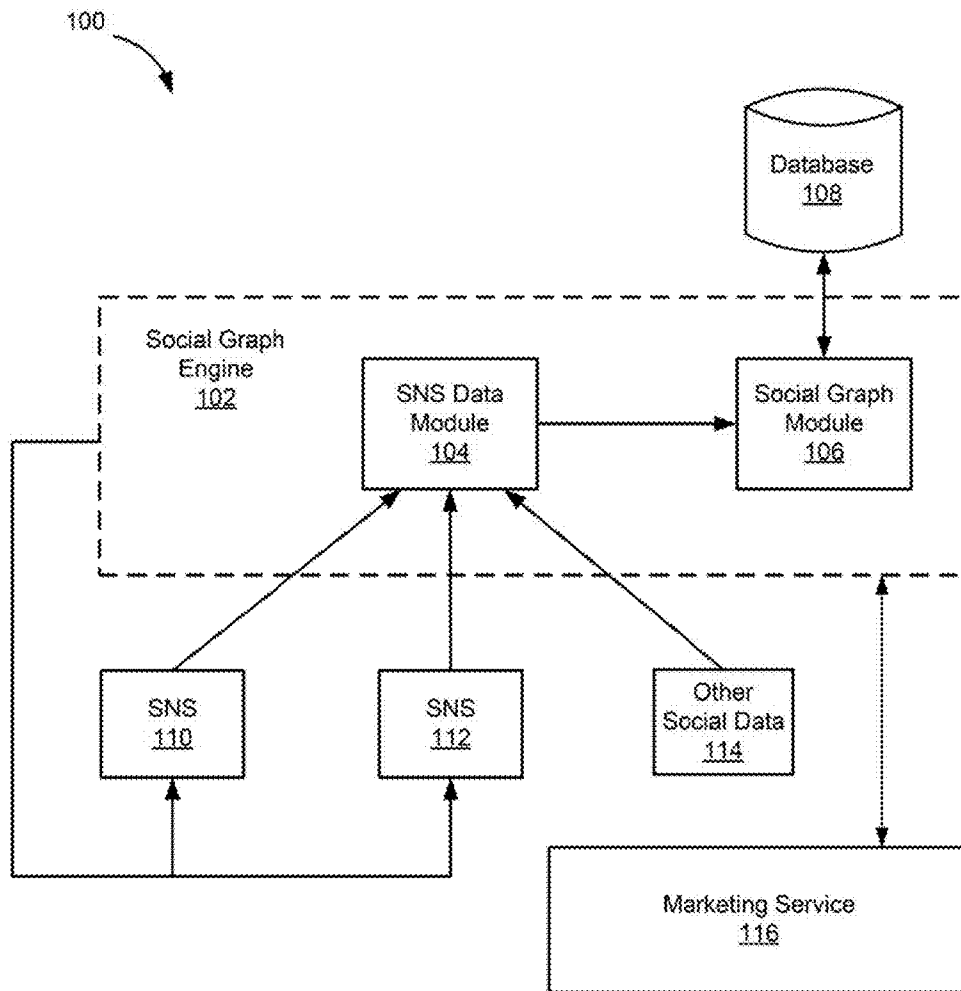 100
Database
108
Social Graph
Engine
102
SNS Data
Module
104
Social Graph
Module
106
SNS
110
SNS
112
Other
Social Data
114
Marketing Service
116